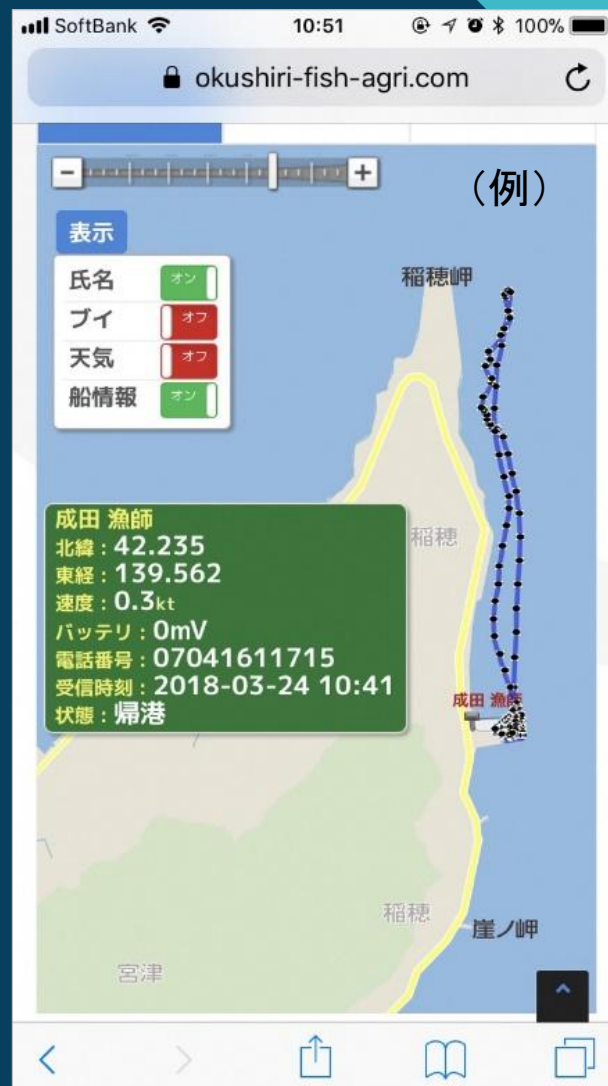 SoftBank 10:51 100%
okushiri-fish-agri.com
(例)
表示
氏名 オン
ブイ オフ
天気 オフ
船情報 オン
稲穂岬
稲穂
成田 漁師
北緯:42.235
東経:139.562
速度:0.3kt
バッテリ:0mV
電話番号:07041611715
受信時刻:2018-03-24 10:41
状態:帰港
成田 漁師
稲穂
崖ノ岬
宮津